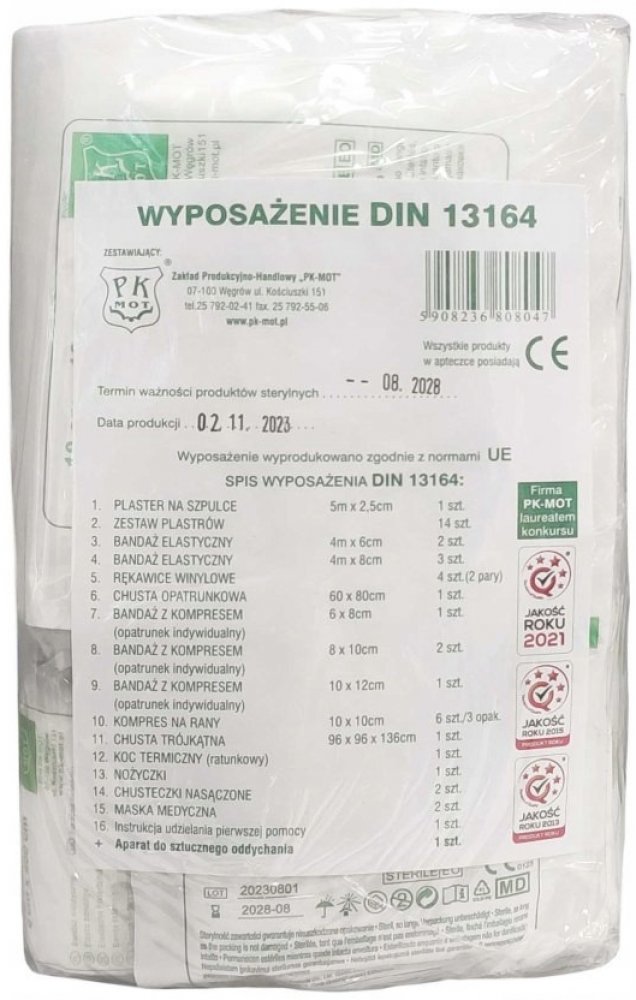 WYPOSAŻENIE DIN 13164
ZESTAWIAJĄCY:
PK
MOT
®
Zakład Produkcyjno-Handlowy „PK-MOT"
07-100 Węgrów ul. Kościuszki 151
tel.25 792-02-41 fax. 25 792-55-06
www.pk-mot.pl
5 908236 808047
Wszystkie produkty
w apteczce posiadają CE
Termin ważności produktów sterylnych -- 08. 2028
Data produkcji 02. 11. 2023
Wyposażenie wyprodukowano zgodnie z normami UE
SPIS WYPOSAŻENIA DIN 13164:
1. PLASTER NA SZPULCE 5m x 2,5cm 1 szt.
2. ZESTAW PLASTRÓW 14 szt.
3. BANDAŻ ELASTYCZNY 4m x 6cm 2 szt.
4. BANDAŻ ELASTYCZNY 4m x 8cm 3 szt.
5. RĘKAWICE WINYLOWE 4 szt.(2 pary)
6. CHUSTA OPATRUNKOWA 60 x 80cm 1 szt.
7. BANDAŻ Z KOMPRESEM 6 x 8cm 1 szt.
(opatrunek indywidualny)
8. BANDAŻ Z KOMPRESEM 8 x 10cm 2 szt.
(opatrunek indywidualny)
9. BANDAŻ Z KOMPRESEM 10 x 12cm 1 szt.
(opatrunek indywidualny)
10. KOMPRES NA RANY 10 x 10cm 6 szt./3 opak.
11. CHUSTA TRÓJKĄTNA 96 x 96 x 136cm 1 szt.
12. KOC TERMICZNY (ratunkowy) 1 szt.
13. NOŻYCZKI 1 szt.
14. CHUSTECZKI NASĄCZONE 2 szt.
15. MASKA MEDYCZNA 2 szt.
16. Instrukcja udzielania pierwszej pomocy 1 szt.
+ Aparat do sztucznego oddychania 1 szt.
Firma
PK-MOT
laureatem
konkursu
JAKOŚĆ
ROKU
2021
JAKOŚĆ
ROKU 2015
PRODUKT ROKU
JAKOŚĆ
ROKU 2013
PRODUKT ROKU
STERILE EO
CE 0125
LOT 20230801
2028-08
MD